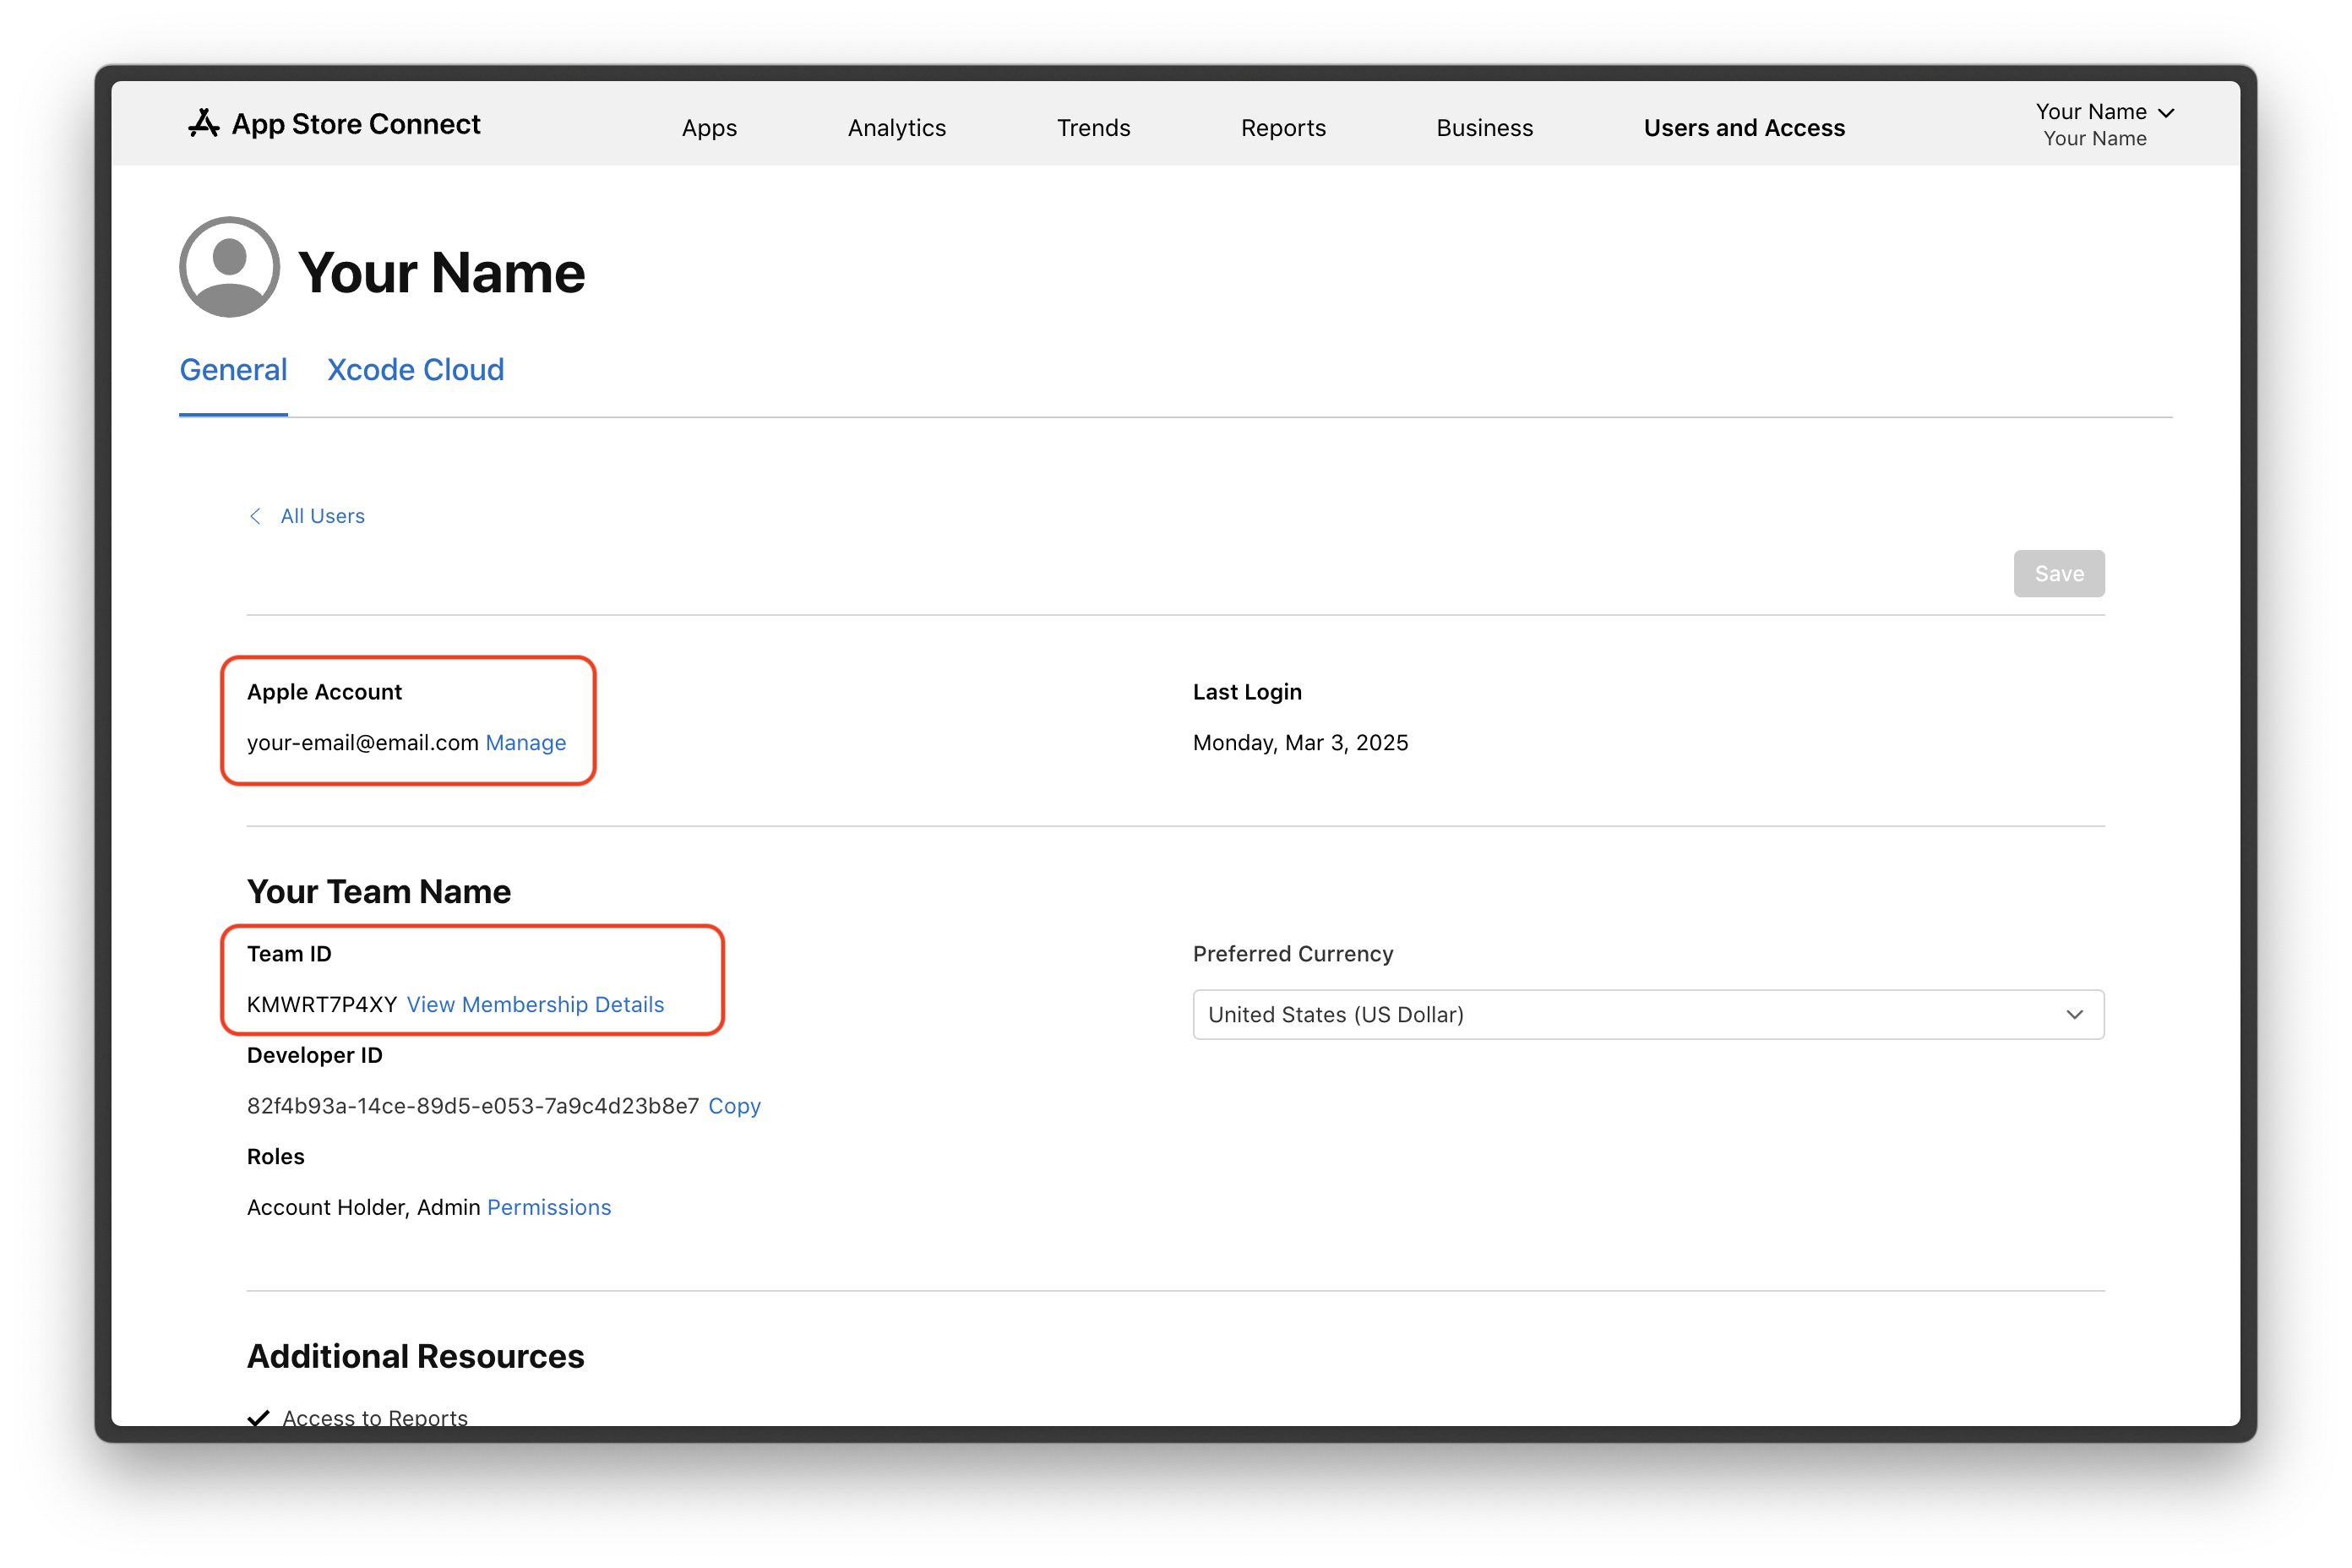 App Store Connect
Apps
Analytics
Trends
Reports
Business
Users and Access
Your Name
Your Name
Your Name
General
Xcode Cloud
All Users
Save
Apple Account
your-email@email.com Manage
Last Login
Monday, Mar 3, 2025
Your Team Name
Team ID
KMWRT7P4XY View Membership Details
Preferred Currency
United States (US Dollar)
Developer ID
82f4b93a-14ce-89d5-e053-7a9c4d23b8e7 Copy
Roles
Account Holder, Admin Permissions
Additional Resources
Access to Reports